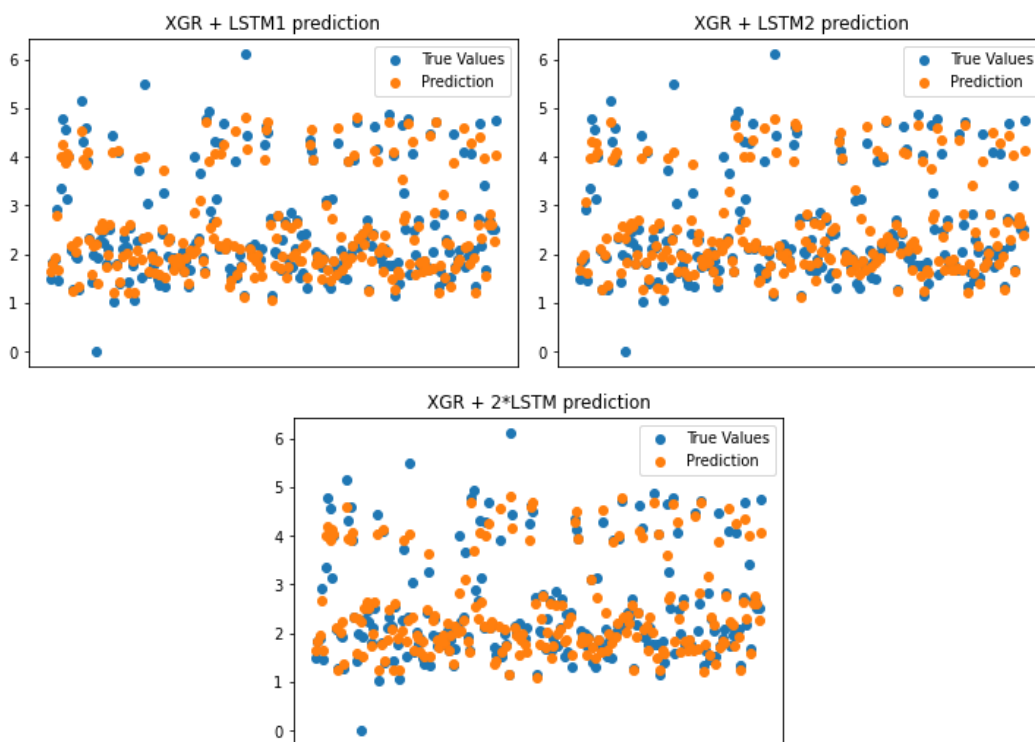 XGR + LSTM1 prediction
True Values
Prediction
6
5
4
3
2
1
0
XGR + LSTM2 prediction
True Values
Prediction
6
5
4
3
2
1
0
XGR + 2*LSTM prediction
True Values
Prediction
6
5
4
3
2
1
0